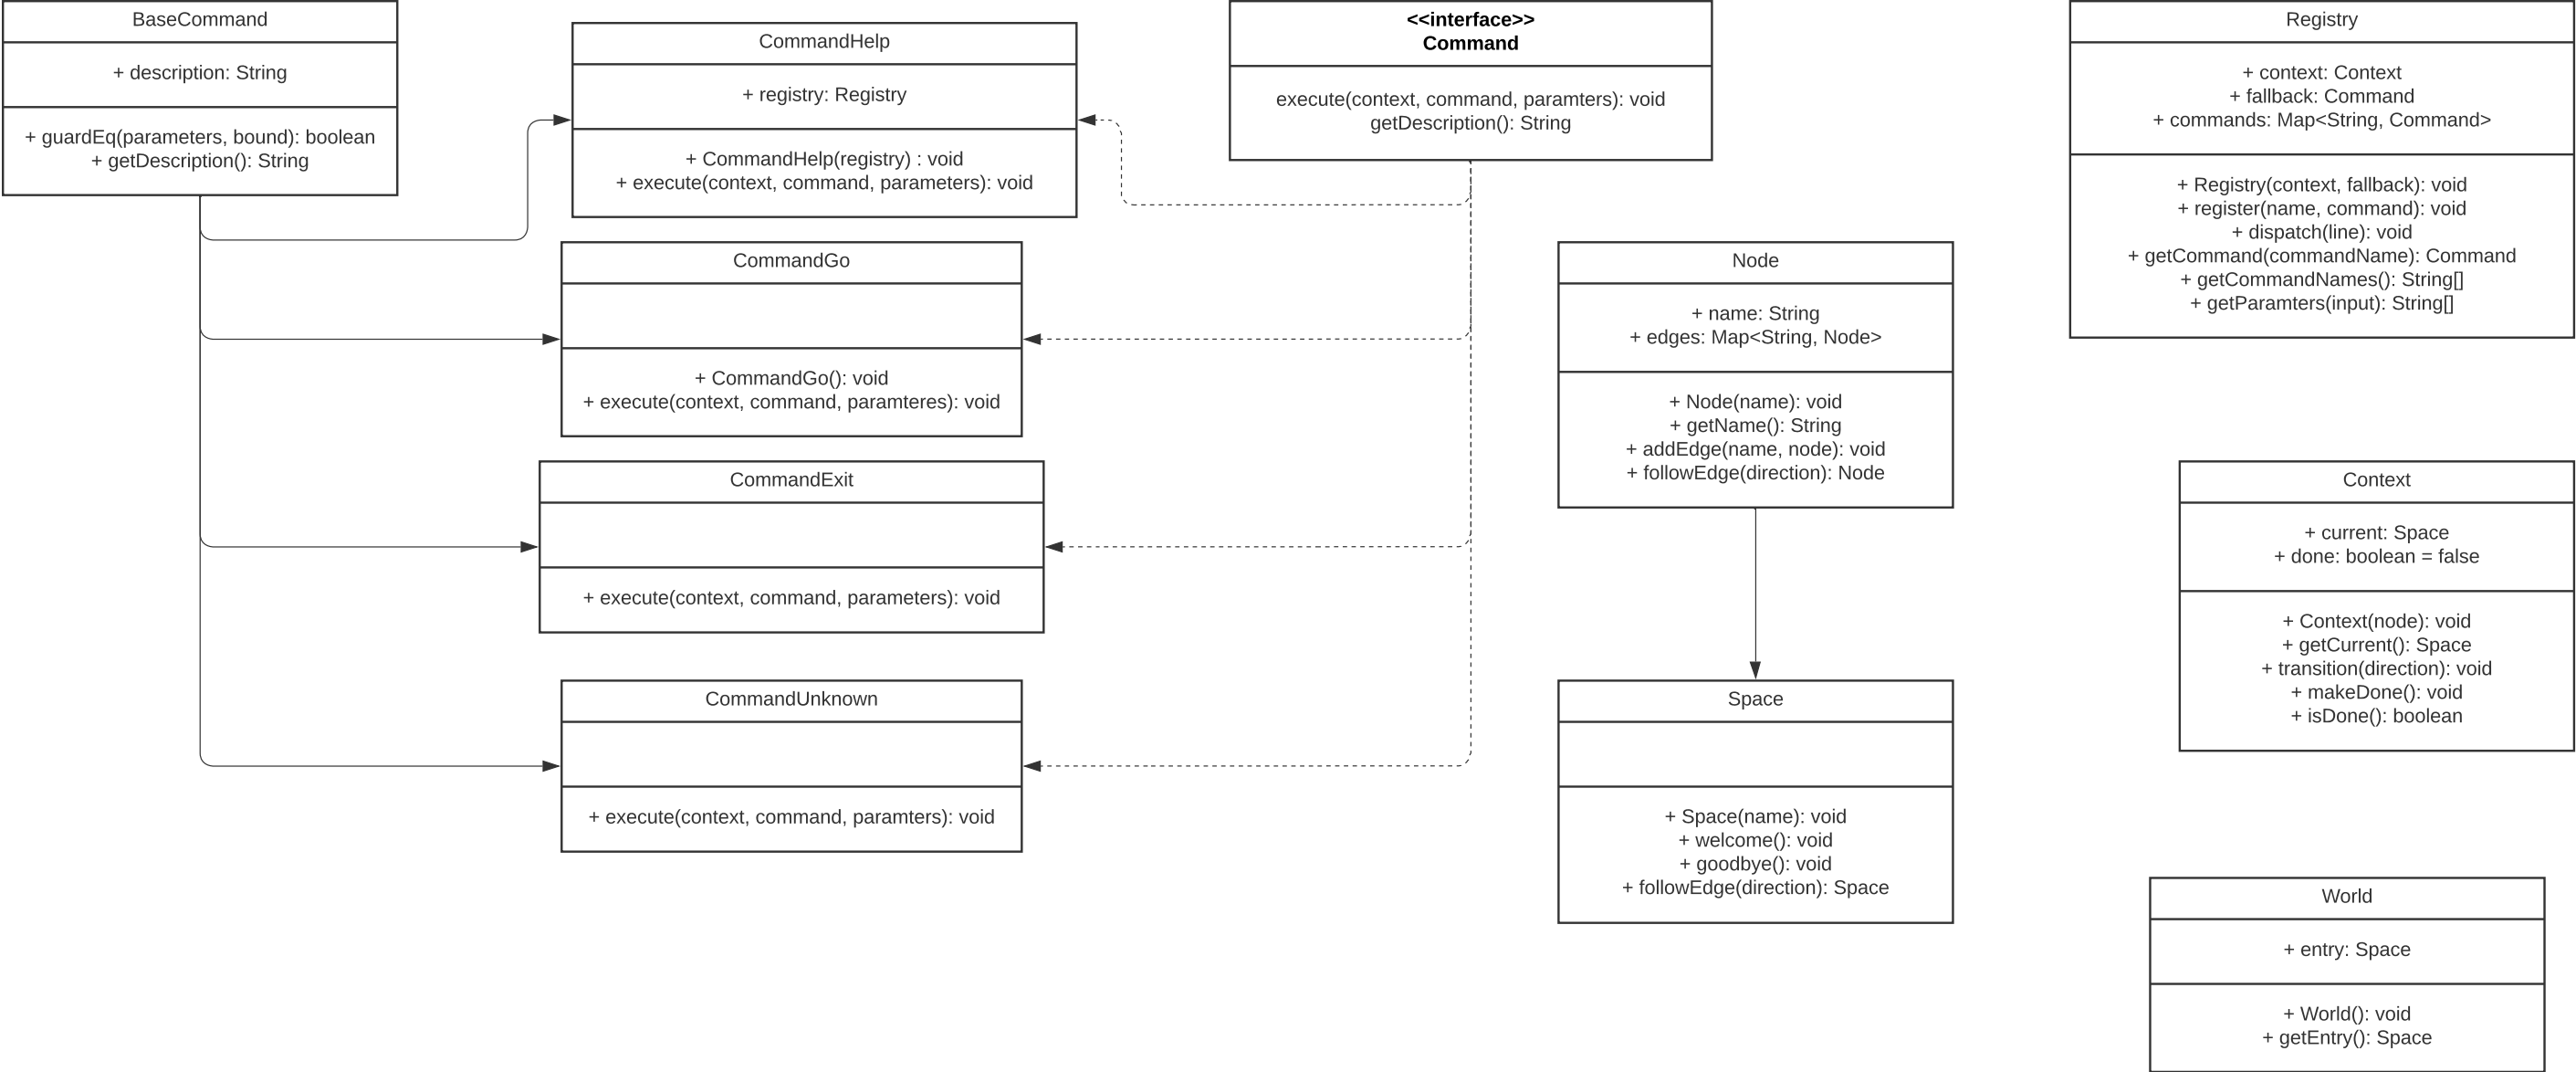 BaseCommand
+ description: String
+ guardEq(parameters, bound): boolean
+ getDescription(): String
CommandHelp
+ registry: Registry
+ CommandHelp(registry) : void
+ execute(context, command, parameters): void
<<interface>>
Command
execute(context, command, paramters): void
getDescription(): String
Registry
+ context: Context
+ fallback: Command
+ commands: Map<String, Command>
+ Registry(context, fallback): void
+ register(name, command): void
+ dispatch(line): void
+ getCommand(commandName): Command
+ getCommandNames(): String[]
+ getParamters(input): String[]
CommandGo
+ CommandGo(): void
+ execute(context, command, paramteres): void
Node
+ name: String
+ edges: Map<String, Node>
+ Node(name): void
+ getName(): String
+ addEdge(name, node): void
+ followEdge(direction): Node
CommandExit
+ execute(context, command, parameters): void
Context
+ current: Space
+ done: boolean = false
+ Context(node): void
+ getCurrent(): Space
+ transition(direction): void
+ makeDone(): void
+ isDone(): boolean
CommandUnknown
+ execute(context, command, paramters): void
Space
+ Space(name): void
+ welcome(): void
+ goodbye(): void
+ followEdge(direction): Space
World
+ entry: Space
+ World(): void
+ getEntry(): Space